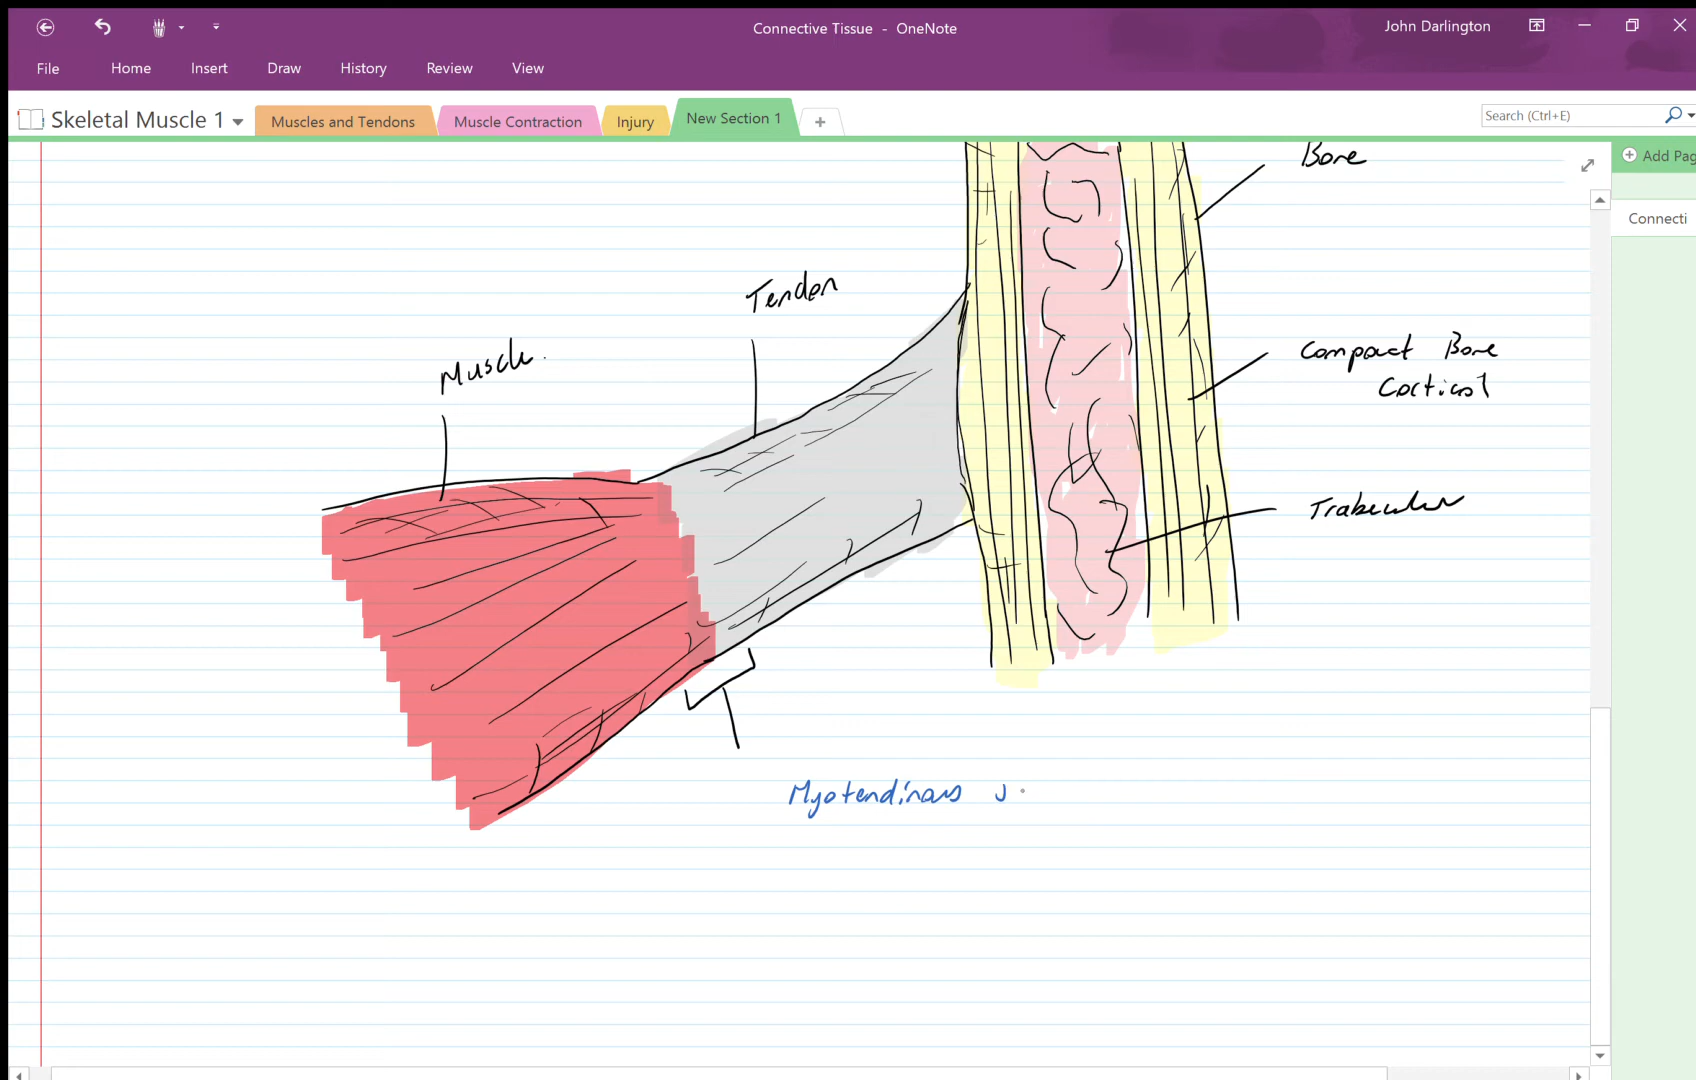 Connective Tissue - OneNote
John Darlington
File Home Insert Draw History Review View
Skeletal Muscle 1
Muscles and Tendons
Muscle Contraction
Injury
New Section 1
Search (Ctrl+E)
Add Pag
Connecti
Bone
Tendon
Muscle.
Compact Bone
Cortical
Trabecular
Myotendinous J